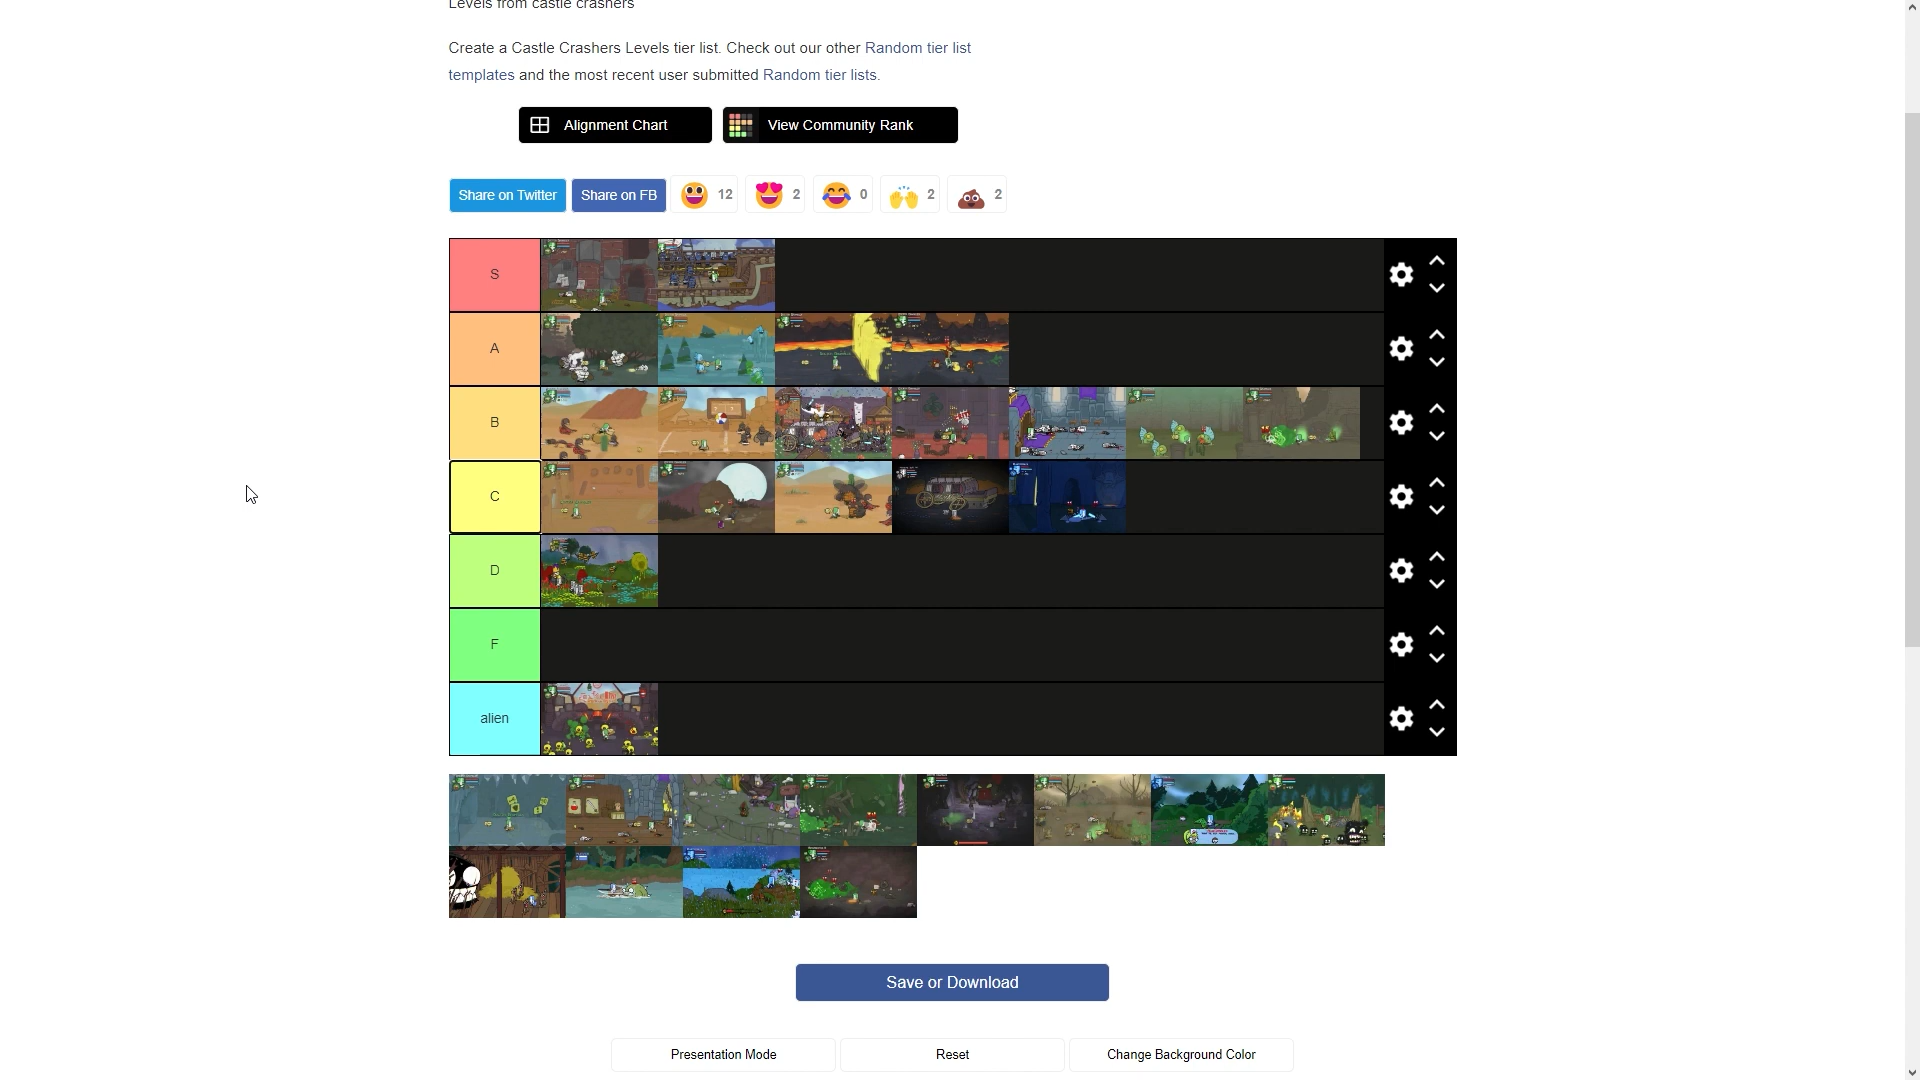 Levels from castle crashers
Create a Castle Crashers Levels tier list. Check out our other Random tier list
templates and the most recent user submitted Random tier lists.
Alignment Chart
View Community Rank
Share on Twitter
Share on FB
12
2
0
2
2
S
A
B
C
D
F
alien
Save or Download
Presentation Mode
Reset
Change Background Color